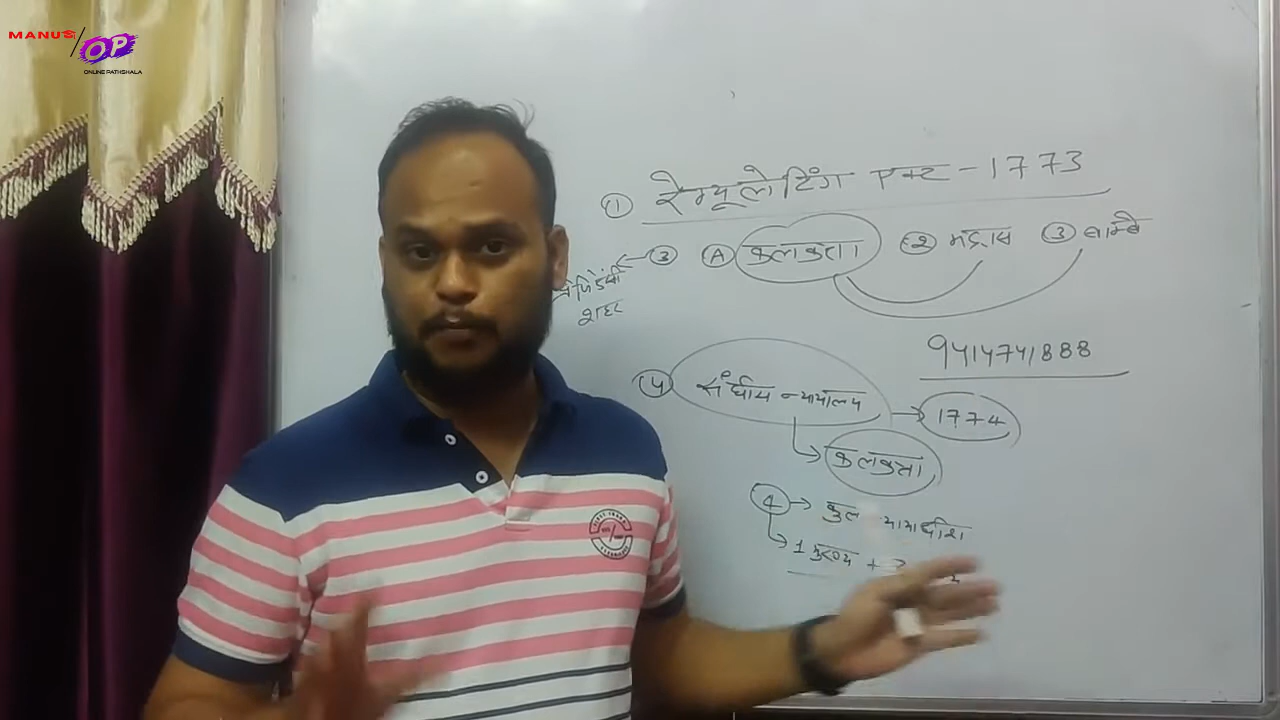 MANUS/
OP
ONLINE PATHSHALA
① रेग्यूलेटिंग एक्ट - 1773
③ Ⓐ कलकत्ता ② मद्रास ③ बाम्बे
शहर
9414741888
संघीय न्यायालय → 1774
कलकत्ता
④ → कुल न्यायाधीश
1 मुख्य +